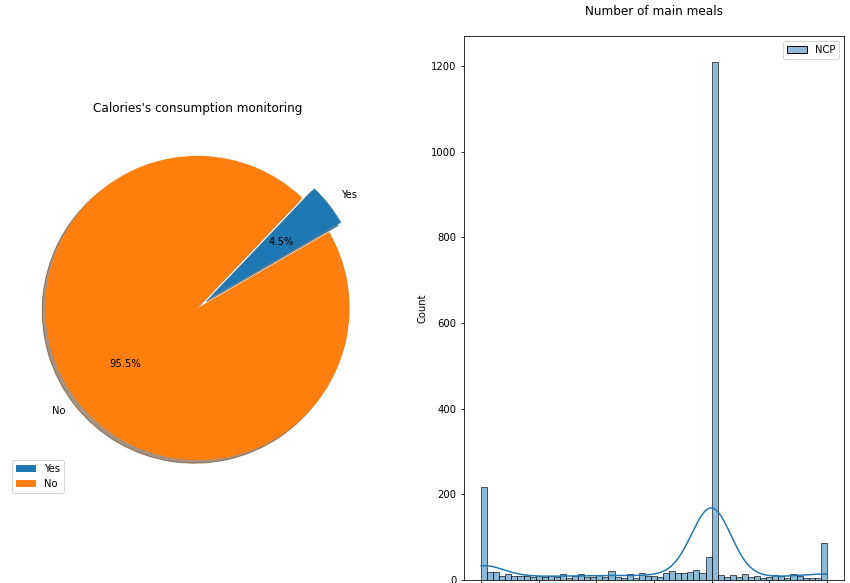 Calories's consumption monitoring
Yes
4.5%
95.5%
No
Yes
No
Number of main meals
NCP
1200
1000
800
600
400
200
0
Count